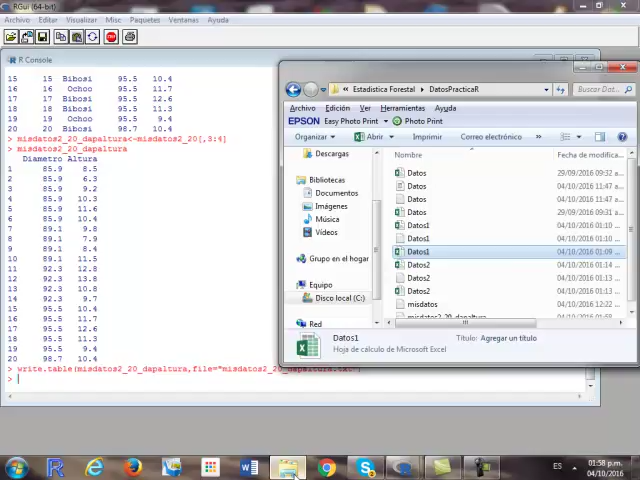 RGui (64-bit)
Archivo Editar Visualizar Misc Paquetes Ventanas Ayuda
R Console
15 15 Bibosi 95.5 10.4
16 16 Ochoo 95.5 11.7
17 17 Bibosi 95.5 12.6
18 18 Bibosi 95.5 11.3
19 19 Ochoo 95.5 9.4
20 20 Bibosi 98.7 10.4
> misdatos2_20_dapaltura<-misdatos2_20[,3:4]
> misdatos2_20_dapaltura
Diametro Altura
1 85.9 8.5
2 85.9 6.3
3 85.9 9.2
4 85.9 10.3
5 85.9 11.6
6 85.9 10.4
7 89.1 9.8
8 89.1 7.9
9 89.1 8.4
10 89.1 11.5
11 92.3 12.8
12 92.3 13.8
13 92.3 10.8
14 92.3 9.7
15 95.5 10.4
16 95.5 11.7
17 95.5 12.6
18 95.5 11.3
19 95.5 9.4
20 98.7 10.4
> write.table(misdatos2_20_dapaltura,file="misdatos2_20_dapaltura.txt")
>
Estadistica Forestal DatosPracticaR
Buscar Datos...
Archivo Edición Ver Herramientas Ayuda
EPSON Easy Photo Print Photo Print
Organizar Abrir Imprimir Correo electrónico »
Descargas
Bibliotecas
Documentos
Imágenes
Música
Vídeos
Grupo en el hogar
Equipo
Disco local (C:)
Red
Nombre Fecha de modifica...
Datos 29/09/2016 09:32 a...
Datos 04/10/2016 11:47 a...
Datos 04/10/2016 11:47 a...
Datos 29/09/2016 09:31 a...
Datos1 04/10/2016 01:10 ...
Datos1 04/10/2016 01:10 ...
Datos1 04/10/2016 01:09 ...
Datos2 04/10/2016 01:14 ...
Datos2 04/10/2016 01:13 ...
Datos2 04/10/2016 01:13 ...
misdatos 04/10/2016 12:22 ...
misdatos2_20_dapaltura 04/10/2016 01:58 ...
Datos1 Título: Agregar un título
Hoja de cálculo de Microsoft Excel
ES
01:58 p.m.
04/10/2016